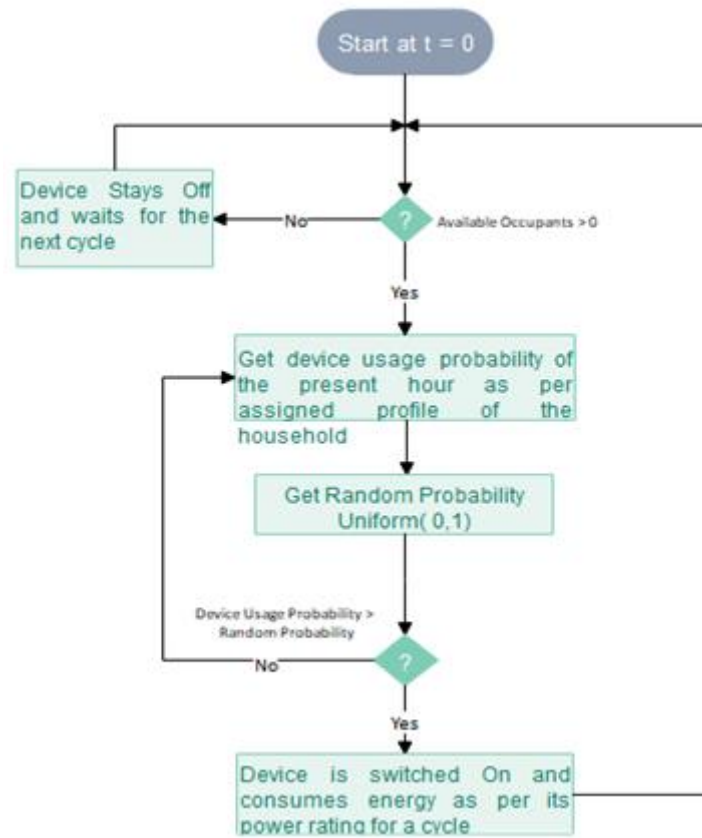 Start at t = 0
Device Stays Off
and waits for the
next cycle
No
?
Available Occupants > 0
Yes
Get device usage probability of
the present hour as per
assigned profile of the
household
Get Random Probability
Uniform( 0,1)
Device Usage Probability >
Random Probability
?
No
Yes
Device is switched On and
consumes energy as per its
power rating for a cycle